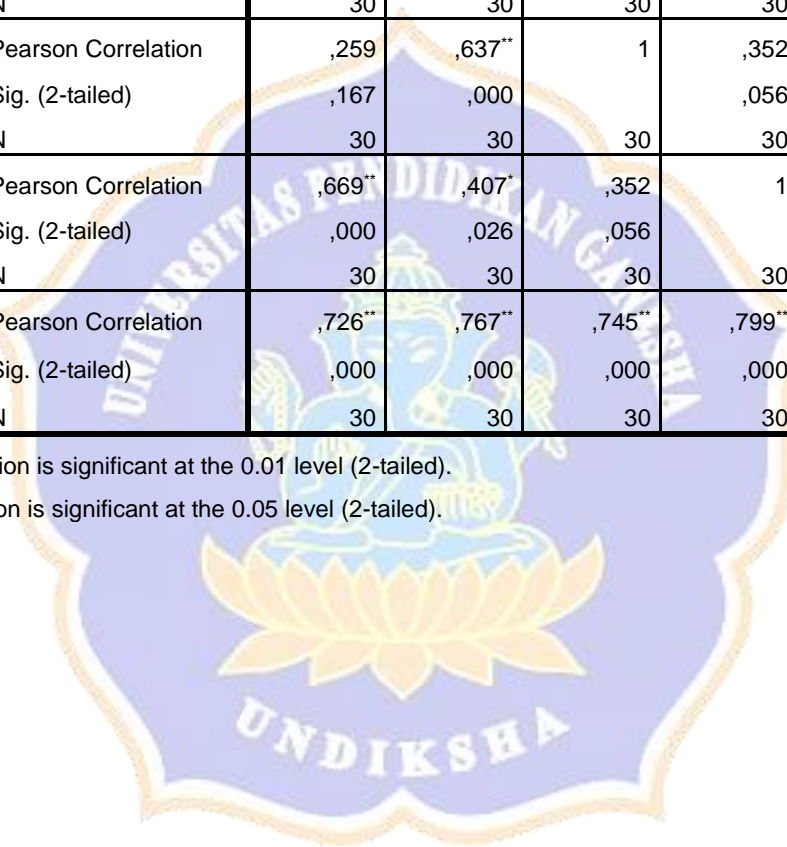 N 30 30 30 30
Pearson Correlation ,259 ,637** 1 ,352
Sig. (2-tailed) ,167 ,000 ,056
N 30 30 30 30
Pearson Correlation ,669** ,407* ,352 1
Sig. (2-tailed) ,000 ,026 ,056
N 30 30 30 30
Pearson Correlation ,726** ,767** ,745** ,799**
Sig. (2-tailed) ,000 ,000 ,000 ,000
N 30 30 30 30
tion is significant at the 0.01 level (2-tailed).
on is significant at the 0.05 level (2-tailed).
UNIVERSITAS PENDIDIKAN GANESHA
UNDIKSHA